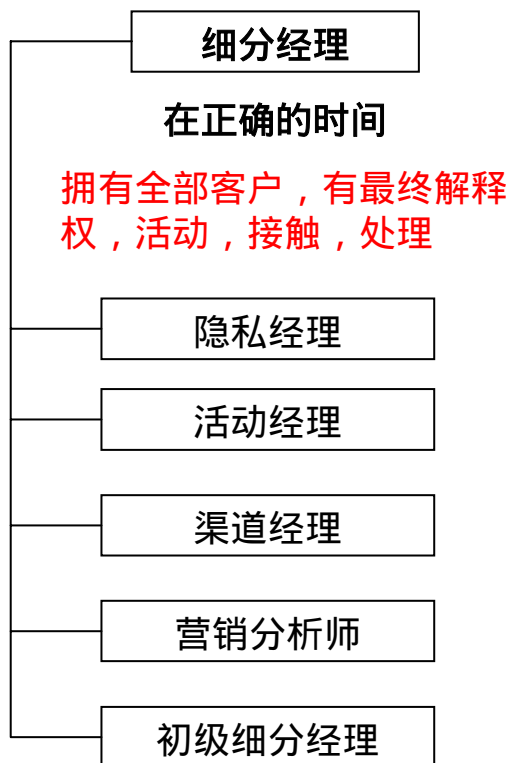 细分经理
在正确的时间
拥有全部客户，有最终解释
权，活动，接触，处理
隐私经理
活动经理
渠道经理
营销分析师
初级细分经理